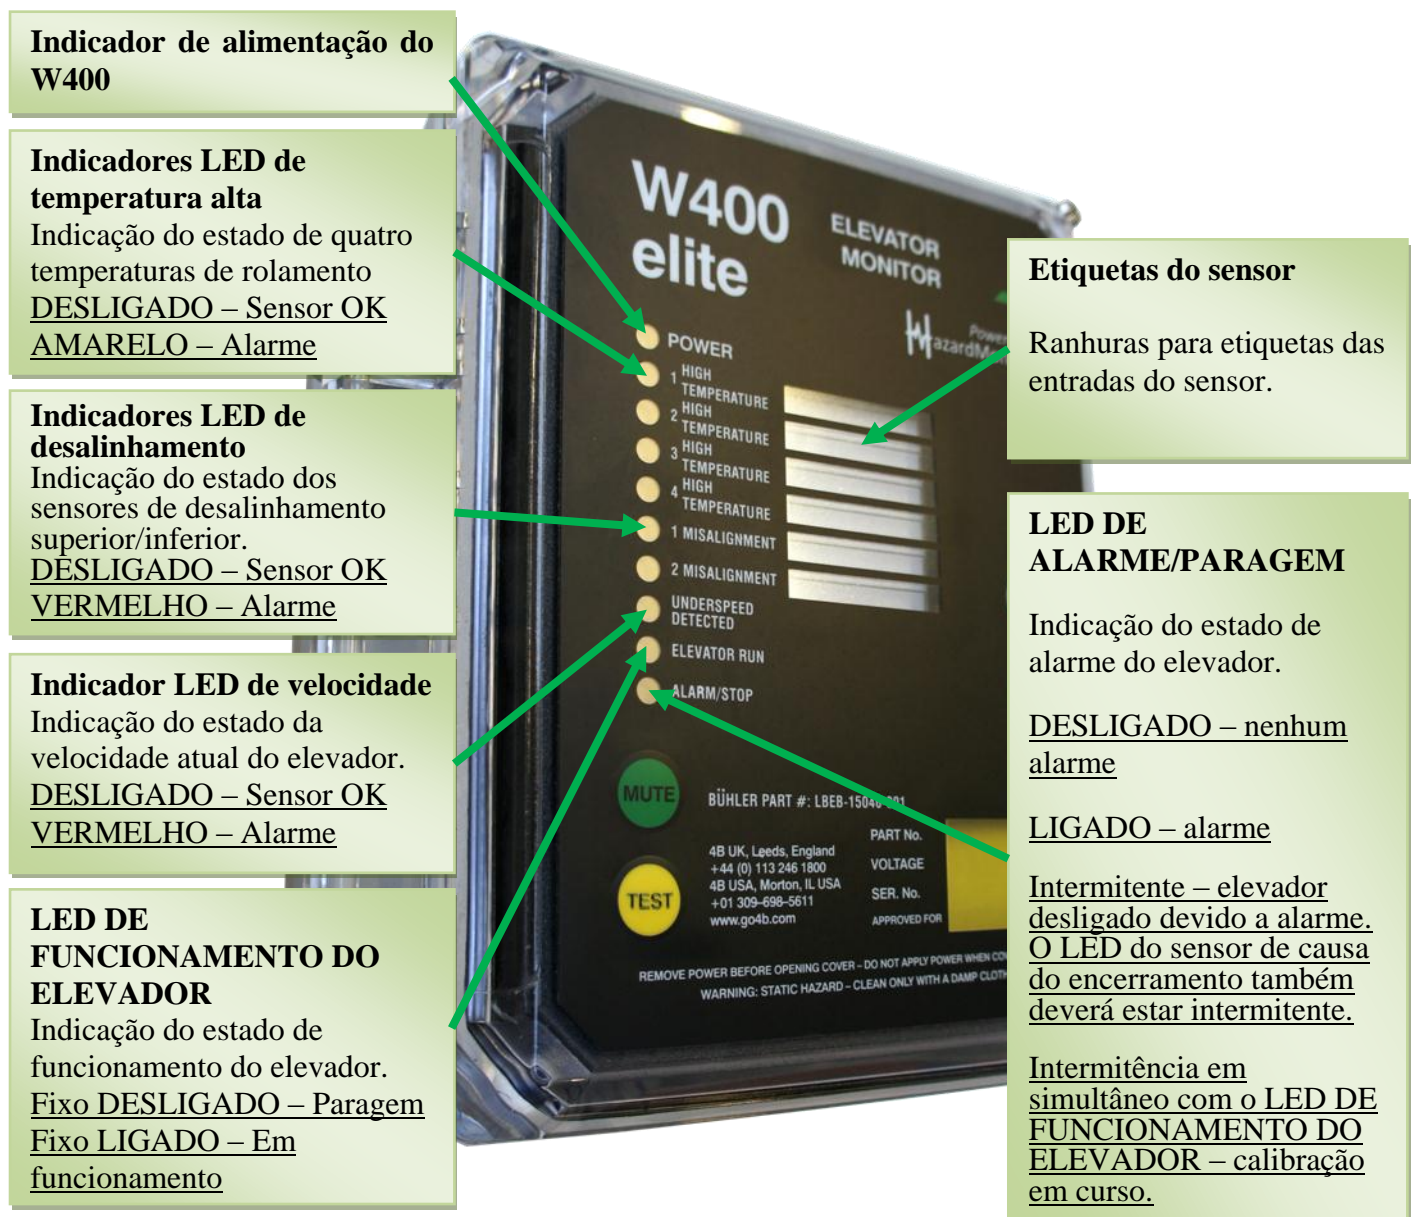 Indicador de alimentação do
W400
Indicadores LED de
temperatura alta
Indicação do estado de quatro
temperaturas de rolamento
DESLIGADO – Sensor OK
AMARELO – Alarme
Indicadores LED de
desalinhamento
Indicação do estado dos
sensores de desalinhamento
superior/inferior.
DESLIGADO – Sensor OK
VERMELHO – Alarme
Indicador LED de velocidade
Indicação do estado da
velocidade atual do elevador.
DESLIGADO – Sensor OK
VERMELHO – Alarme
LED DE
FUNCIONAMENTO DO
ELEVADOR
Indicação do estado de
funcionamento do elevador.
Fixo DESLIGADO – Paragem
Fixo LIGADO – Em
funcionamento
W400
elite
ELEVATOR
MONITOR
POWER
1 HIGH
TEMPERATURE
2 HIGH
TEMPERATURE
3 HIGH
TEMPERATURE
4 HIGH
TEMPERATURE
1 MISALIGNMENT
2 MISALIGNMENT
UNDERSPEED
DETECTED
ELEVATOR RUN
ALARM/STOP
MUTE
TEST
BÜHLER PART #:
4B UK, Leeds, England
+44 (0) 113 246 1800
4B USA, Morton, IL USA
+01 309–698–5611
www.go4b.com
PART No.
VOLTAGE
SER. No.
APPROVED FOR
REMOVE POWER BEFORE OPENING COVER – DO NOT APPLY POWER WHEN
WARNING: STATIC HAZARD – CLEAN ONLY WITH A DAMP CLOTH
Etiquetas do sensor
Ranhuras para etiquetas das
entradas do sensor.
LED DE
ALARME/PARAGEM
Indicação do estado de
alarme do elevador.
DESLIGADO – nenhum
alarme
LIGADO – alarme
Intermitente – elevador
desligado devido a alarme.
O LED do sensor de causa
do encerramento também
deverá estar intermitente.
Intermitência em
simultâneo com o LED DE
FUNCIONAMENTO DO
ELEVADOR – calibração
em curso.